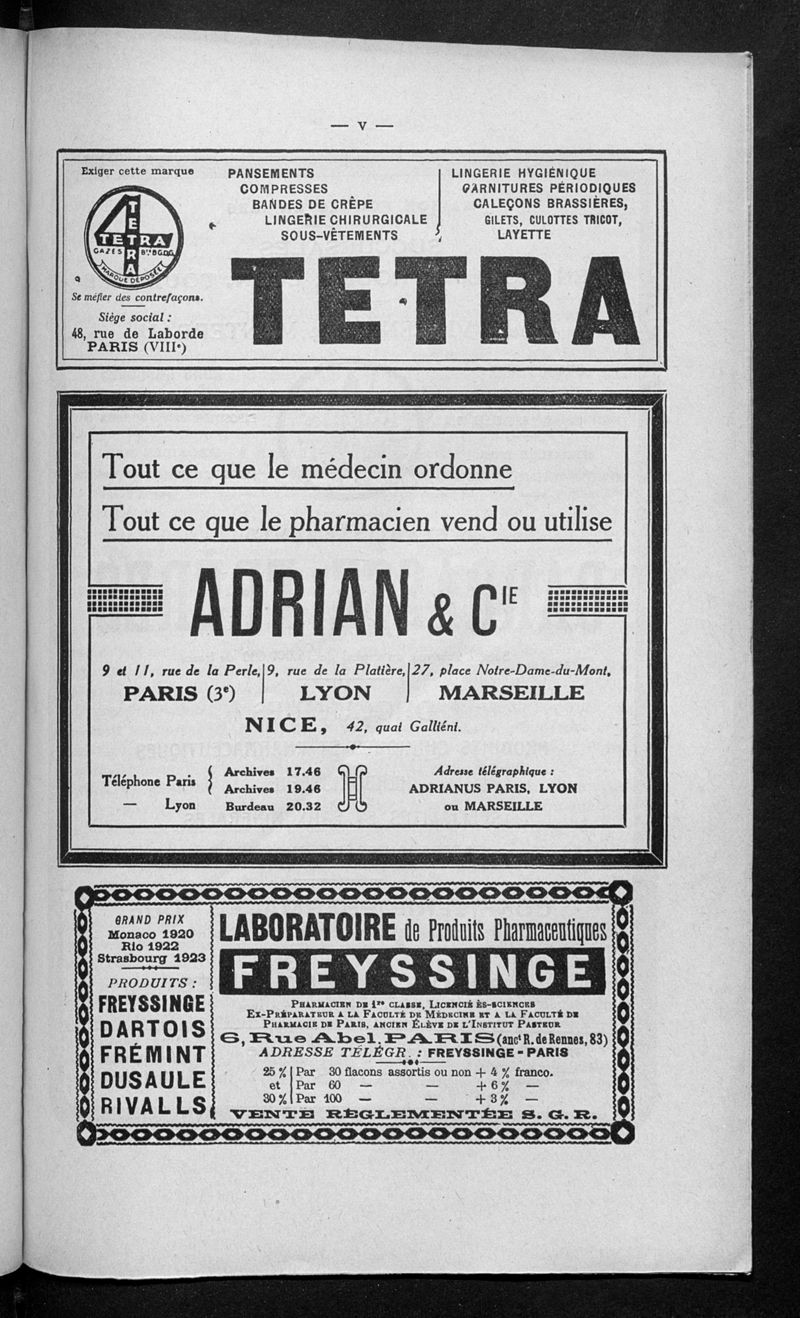 — V —
Exiger cette marque
TETRA
TETRA
GAZES Btées S.G.D.G.
MARQUE DÉPOSÉE
Se méfier des contrefaçons.
Siège social :
48, rue de Laborde
PARIS (VIIIe)
PANSEMENTS
COMPRESSES
BANDES DE CRÊPE
LINGERIE CHIRURGICALE
SOUS-VÊTEMENTS
LINGERIE HYGIÉNIQUE
GARNITURES PÉRIODIQUES
CALEÇONS BRASSIÈRES,
GILETS, CULOTTES TRICOT,
LAYETTE
TETRA
Tout ce que le médecin ordonne
Tout ce que le pharmacien vend ou utilise
ADRIAN & CIE
9 et 11, rue de la Perle,
PARIS (3e)
9, rue de la Platière,
LYON
27, place Notre-Dame-du-Mont,
MARSEILLE
NICE, 42, quai Galliéni.
Téléphone Paris { Archives 17.46
Archives 19.46
— Lyon Burdeau 20.32
Adresse télégraphique :
ADRIANUS PARIS, LYON
ou MARSEILLE
GRAND PRIX
Monaco 1920
Rio 1922
Strasbourg 1923
PRODUITS :
FREYSSINGE
DARTOIS
FRÉMINT
DUSAULE
RIVALLS
LABORATOIRE de Produits Pharmaceutiques
FREYSSINGE
PHARMACIEN DE 1re CLASSE, LICENCIÉ ÈS-SCIENCES
EX-PRÉPARATEUR A LA FACULTÉ DE MÉDECINE ET A LA FACULTÉ DE
PHARMACIE DE PARIS, ANCIEN ÉLÈVE DE L'INSTITUT PASTEUR
6, Rue Abel, PARIS (anct R. de Rennes, 83)
ADRESSE TÉLÉGR. : FREYSSINGE - PARIS
25 % Par 30 flacons assortis ou non + 4 % franco.
et Par 60 — — + 6 % —
30 % Par 100 — — + 3 % —
VENTE RÉGLEMENTÉE S. G. R.